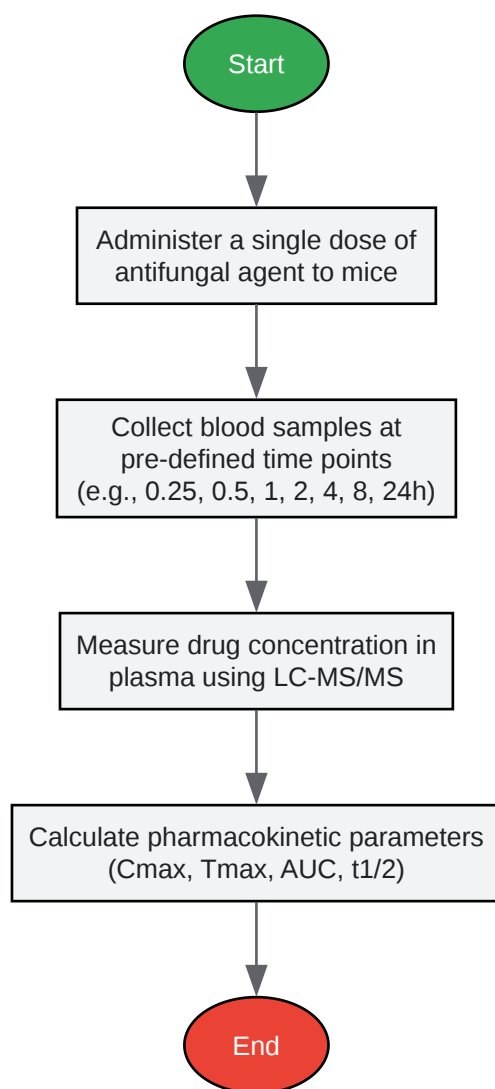 Start
Administer a single dose of
antifungal agent to mice
Collect blood samples at
pre-defined time points
(e.g., 0.25, 0.5, 1, 2, 4, 8, 24h)
Measure drug concentration in
plasma using LC-MS/MS
Calculate pharmacokinetic parameters
(Cmax, Tmax, AUC, t1/2)
End